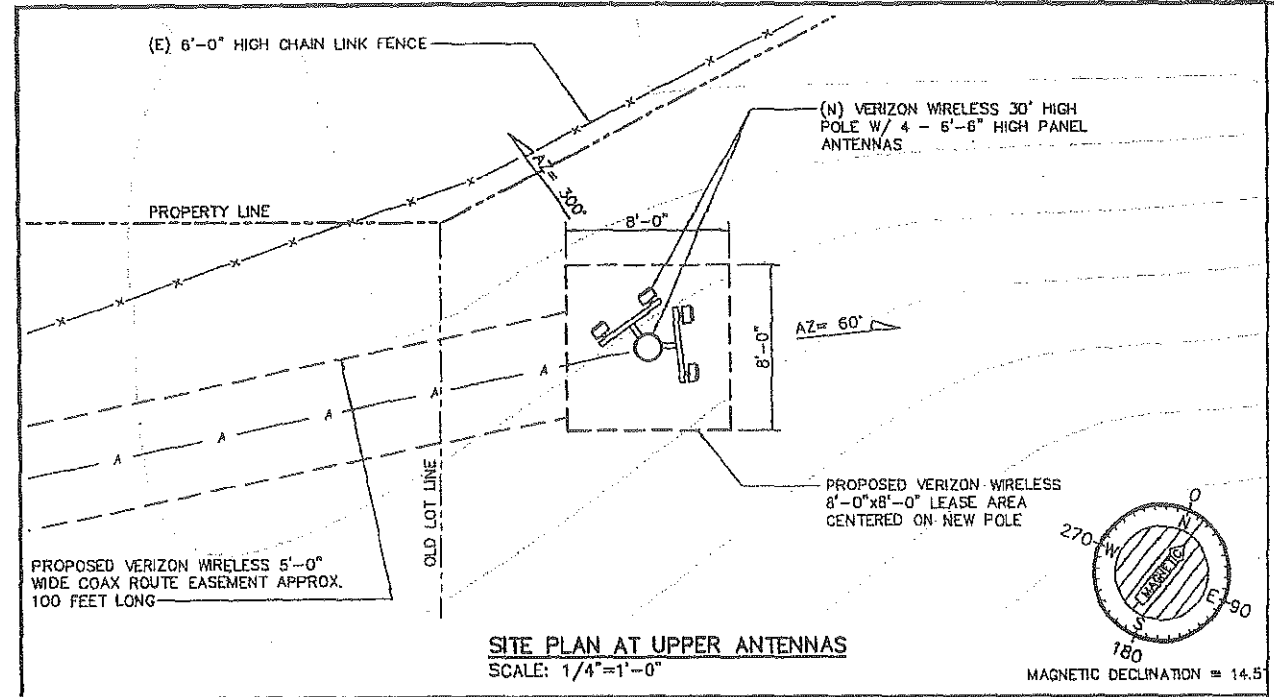 (E) 6'-0" HIGH CHAIN LINK FENCE
(N) VERIZON WIRELESS 30' HIGH
POLE W/ 4 - 6'-6" HIGH PANEL
ANTENNAS
AZ= 300°
PROPERTY LINE
8'-0"
8'-0"
AZ= 60°
A
A
A
A
A
OLD LOT LINE
PROPOSED VERIZON WIRELESS
8'-0"x8'-0" LEASE AREA
CENTERED ON NEW POLE
PROPOSED VERIZON WIRELESS 5'-0"
WIDE COAX ROUTE EASEMENT APPROX.
100 FEET LONG
0
N
270
W
MAGNETIC
E
90
S
180
SITE PLAN AT UPPER ANTENNAS
SCALE: 1/4"=1'-0"
MAGNETIC DECLINATION = 14.5